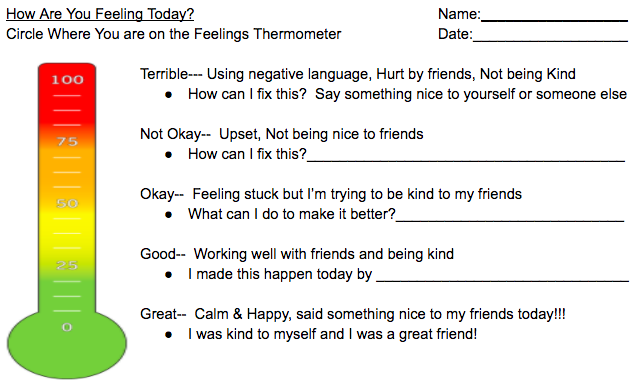 How Are You Feeling Today? Name:___________________
Circle Where You are on the Feelings Thermometer Date:____________________
100
Terrible--- Using negative language, Hurt by friends, Not being Kind
● How can I fix this?  Say something nice to yourself or someone else
75
Not Okay--  Upset, Not being nice to friends
● How can I fix this?________________________________________
50
Okay--  Feeling stuck but I'm trying to be kind to my friends
● What can I do to make it better?_____________________________
25
Good--  Working well with friends and being kind
● I made this happen today by ________________________________
0
Great--  Calm & Happy, said something nice to my friends today!!!
● I was kind to myself and I was a great friend!